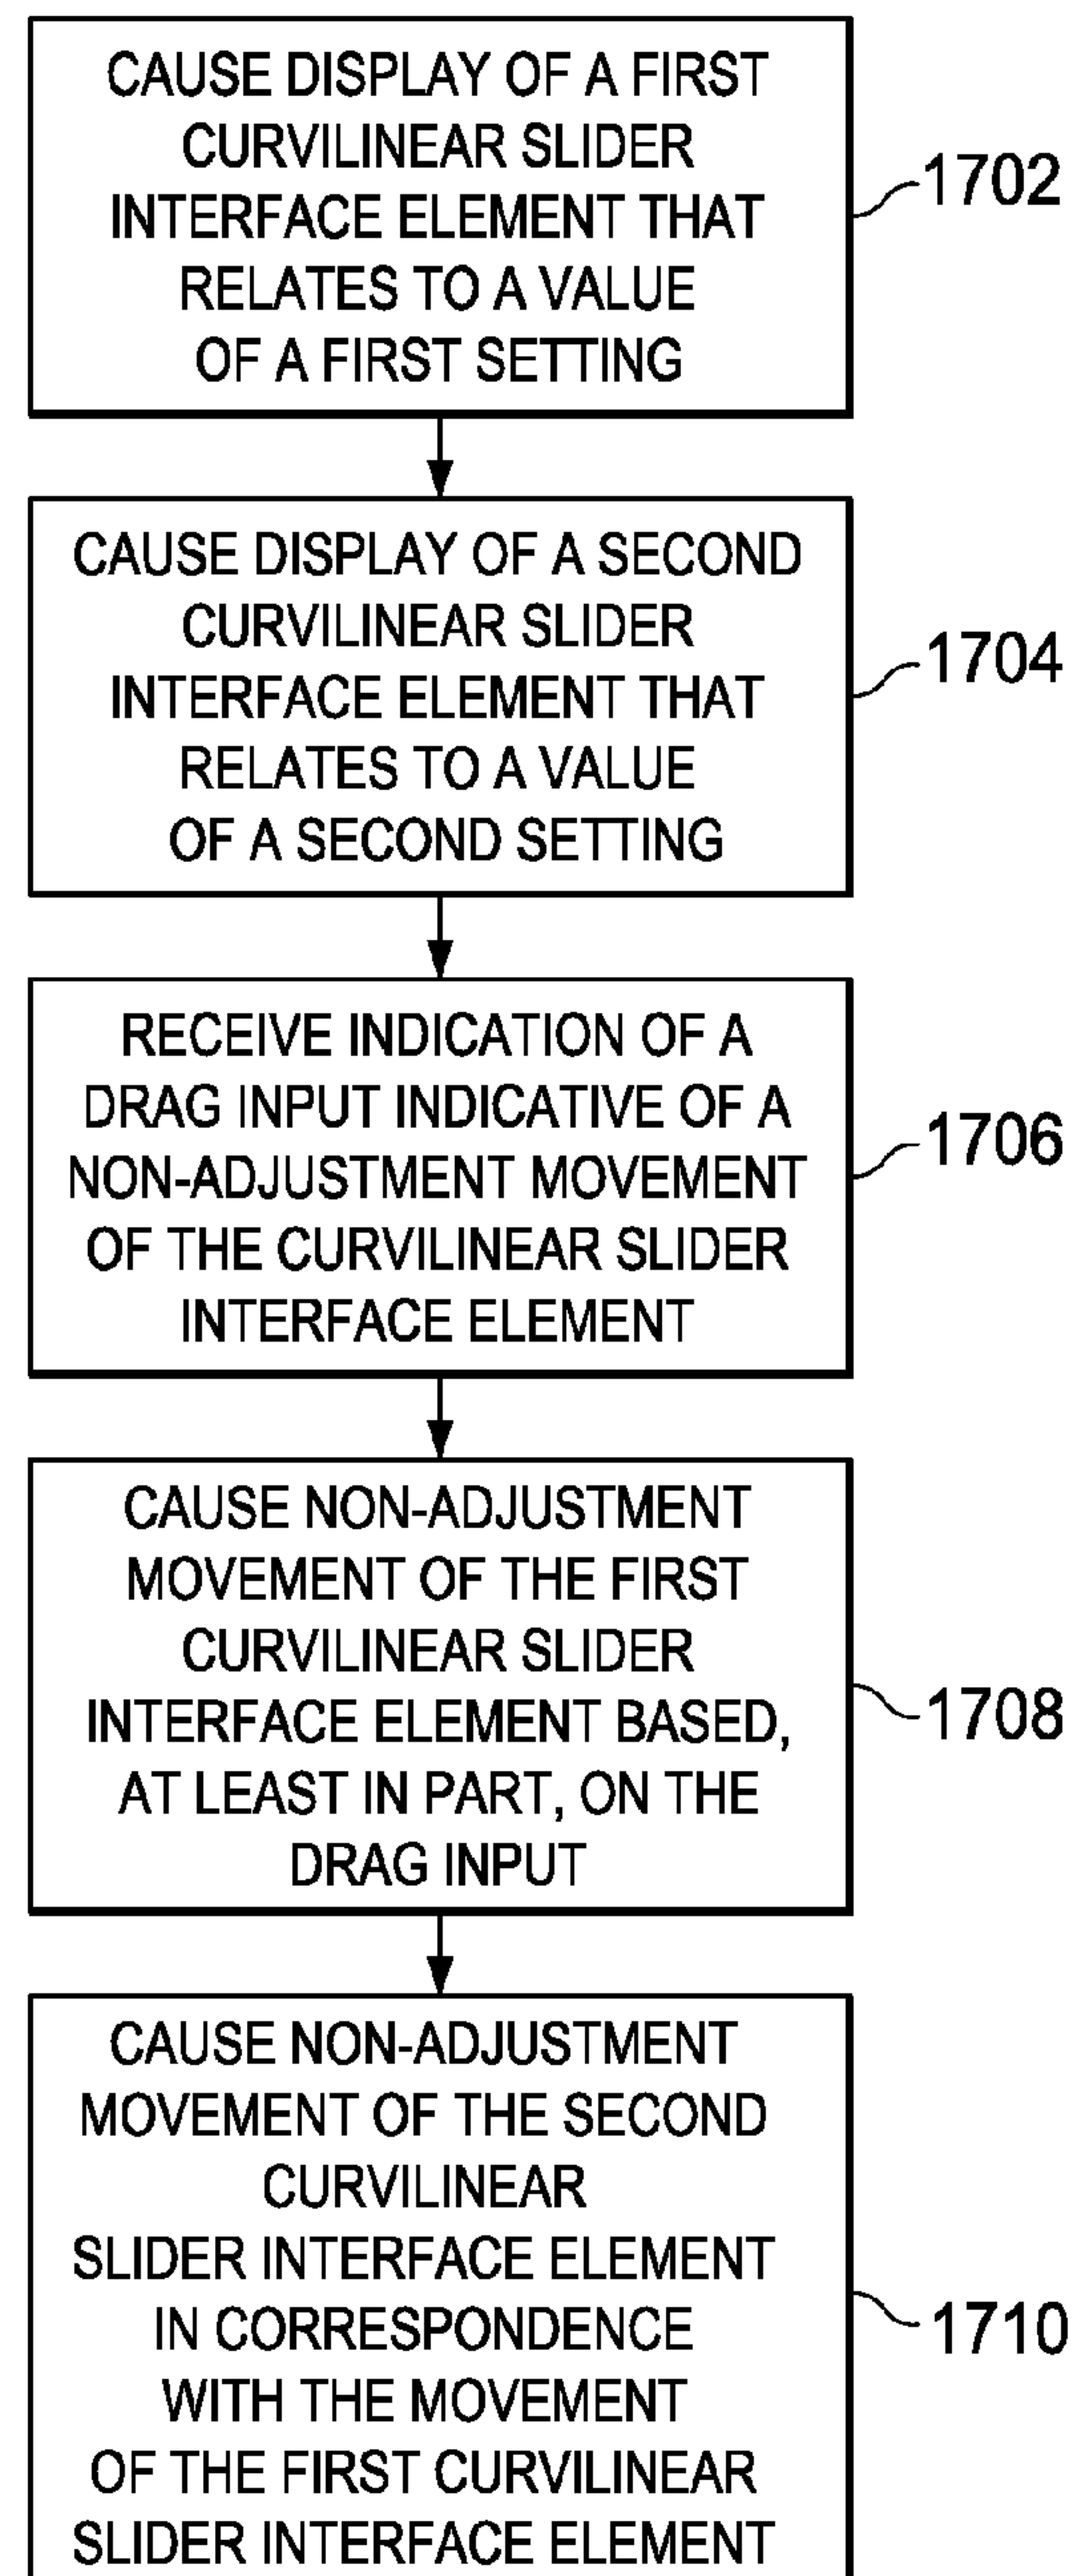 CAUSE DISPLAY OF A FIRST
CURVILINEAR SLIDER
INTERFACE ELEMENT THAT
RELATES TO A VALUE
OF A FIRST SETTING
1702
CAUSE DISPLAY OF A SECOND
CURVILINEAR SLIDER
INTERFACE ELEMENT THAT
RELATES TO A VALUE
OF A SECOND SETTING
1704
RECEIVE INDICATION OF A
DRAG INPUT INDICATIVE OF A
NON-ADJUSTMENT MOVEMENT
OF THE CURVILINEAR SLIDER
INTERFACE ELEMENT
1706
CAUSE NON-ADJUSTMENT
MOVEMENT OF THE FIRST
CURVILINEAR SLIDER
INTERFACE ELEMENT BASED,
AT LEAST IN PART, ON THE
DRAG INPUT
1708
CAUSE NON-ADJUSTMENT
MOVEMENT OF THE SECOND
CURVILINEAR
SLIDER INTERFACE ELEMENT
IN CORRESPONDENCE
WITH THE MOVEMENT
OF THE FIRST CURVILINEAR
SLIDER INTERFACE ELEMENT
1710